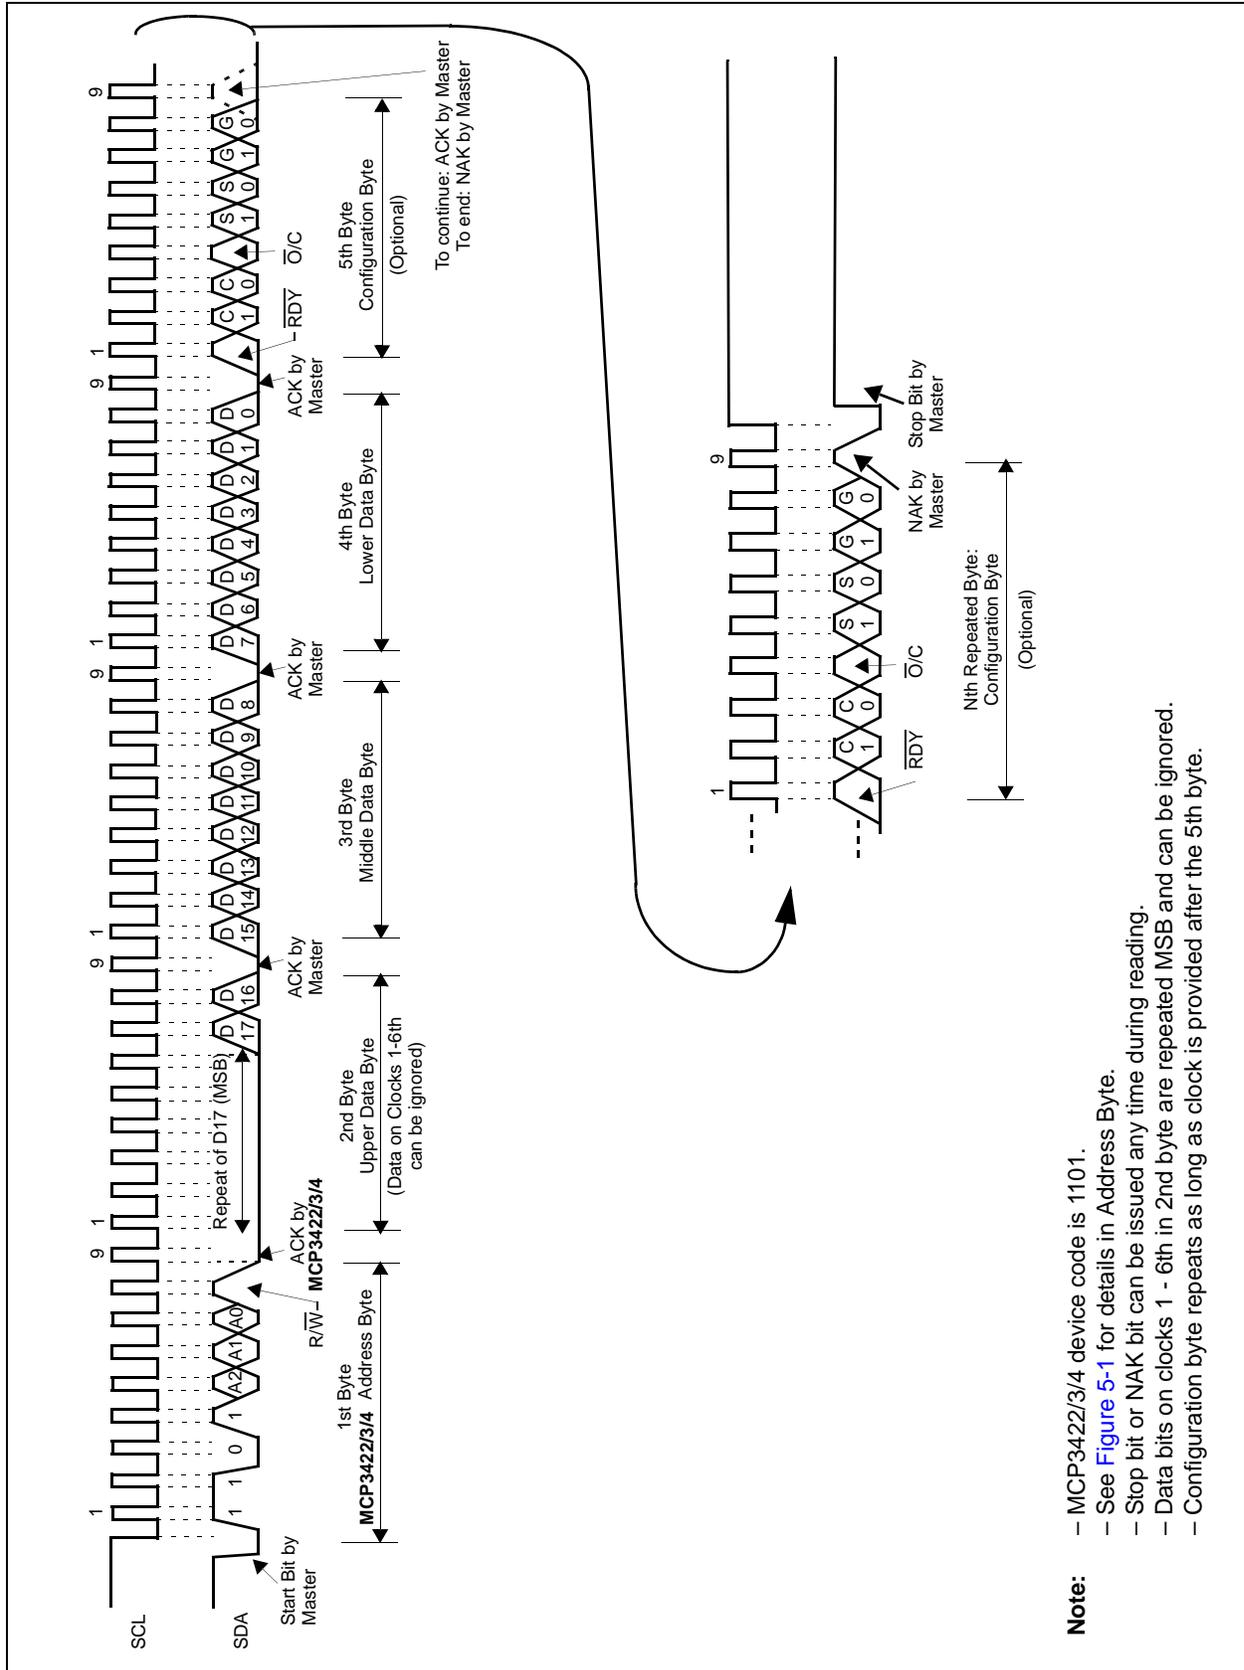 SCL
1
9
1
9
1
9
1
9
1
9
SDA
1
1
0
1
A2
A1
A0
Repeat of D17 (MSB)
D 17
D 16
D 15
D 14
D 13
D 12
D 11
D 10
D 9
D 8
D 7
D 6
D 5
D 4
D 3
D 2
D 1
D 0
C 1
C 0
S 1
S 0
G 1
G 0
Start Bit by
Master
R/W̅
ACK by
MCP3422/3/4
ACK by
Master
ACK by
Master
ACK by
Master
R̅D̅Y̅
O̅/C
1st Byte
MCP3422/3/4 Address Byte
2nd Byte
Upper Data Byte
(Data on Clocks 1-6th
can be ignored)
3rd Byte
Middle Data Byte
4th Byte
Lower Data Byte
5th Byte
Configuration Byte
(Optional)
To continue: ACK by Master
To end: NAK by Master
1
9
C 1
C 0
S 1
S 0
G 1
G 0
R̅D̅Y̅
O̅/C
NAK by
Master
Stop Bit by
Master
Nth Repeated Byte:
Configuration Byte
(Optional)
Note: – MCP3422/3/4 device code is 1101.
– See Figure 5-1 for details in Address Byte.
– Stop bit or NAK bit can be issued any time during reading.
– Data bits on clocks 1 - 6th in 2nd byte are repeated MSB and can be ignored.
– Configuration byte repeats as long as clock is provided after the 5th byte.